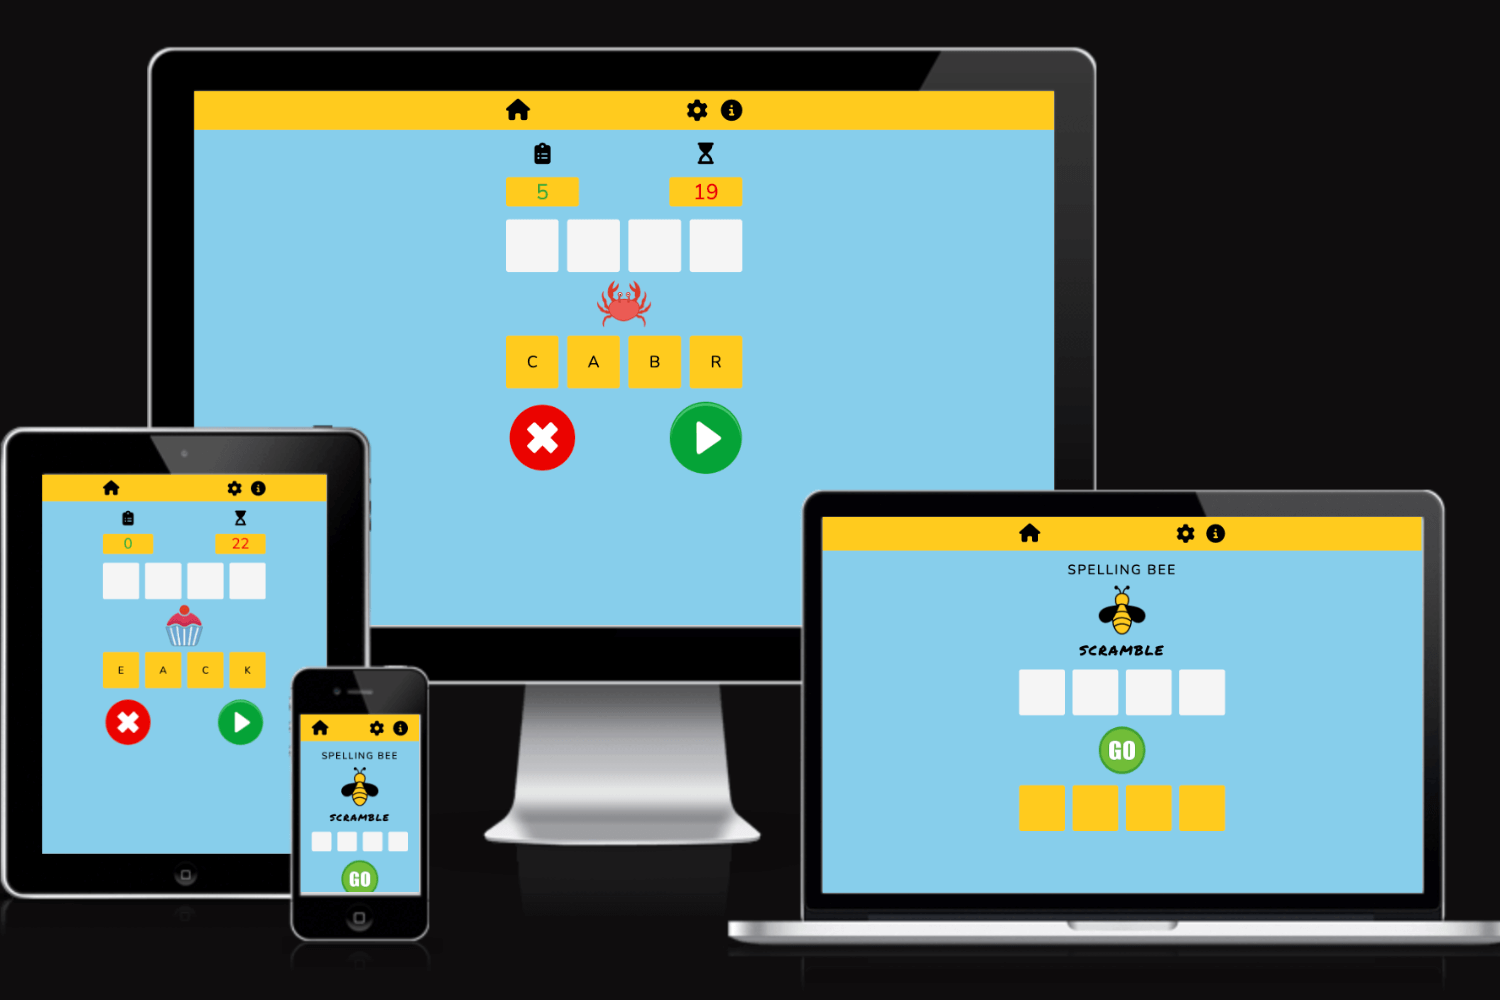 5 19
C A B R
0 22
E A C K
SPELLING BEE
SCRAMBLE
GO
SPELLING BEE
SCRAMBLE
GO